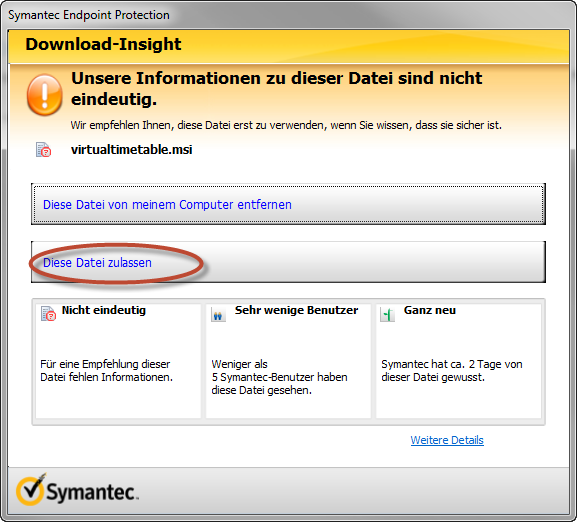 Symantec Endpoint Protection
Download-Insight
Unsere Informationen zu dieser Datei sind nicht
eindeutig.
Wir empfehlen Ihnen, diese Datei erst zu verwenden, wenn Sie wissen, dass sie sicher ist.
virtualtimetable.msi
Diese Datei von meinem Computer entfernen
Diese Datei zulassen
Nicht eindeutig
Für eine Empfehlung dieser
Datei fehlen Informationen.
Sehr wenige Benutzer
Weniger als
5 Symantec-Benutzer haben
diese Datei gesehen.
Ganz neu
Symantec hat ca. 2 Tage von
dieser Datei gewusst.
Weitere Details
Symantec.